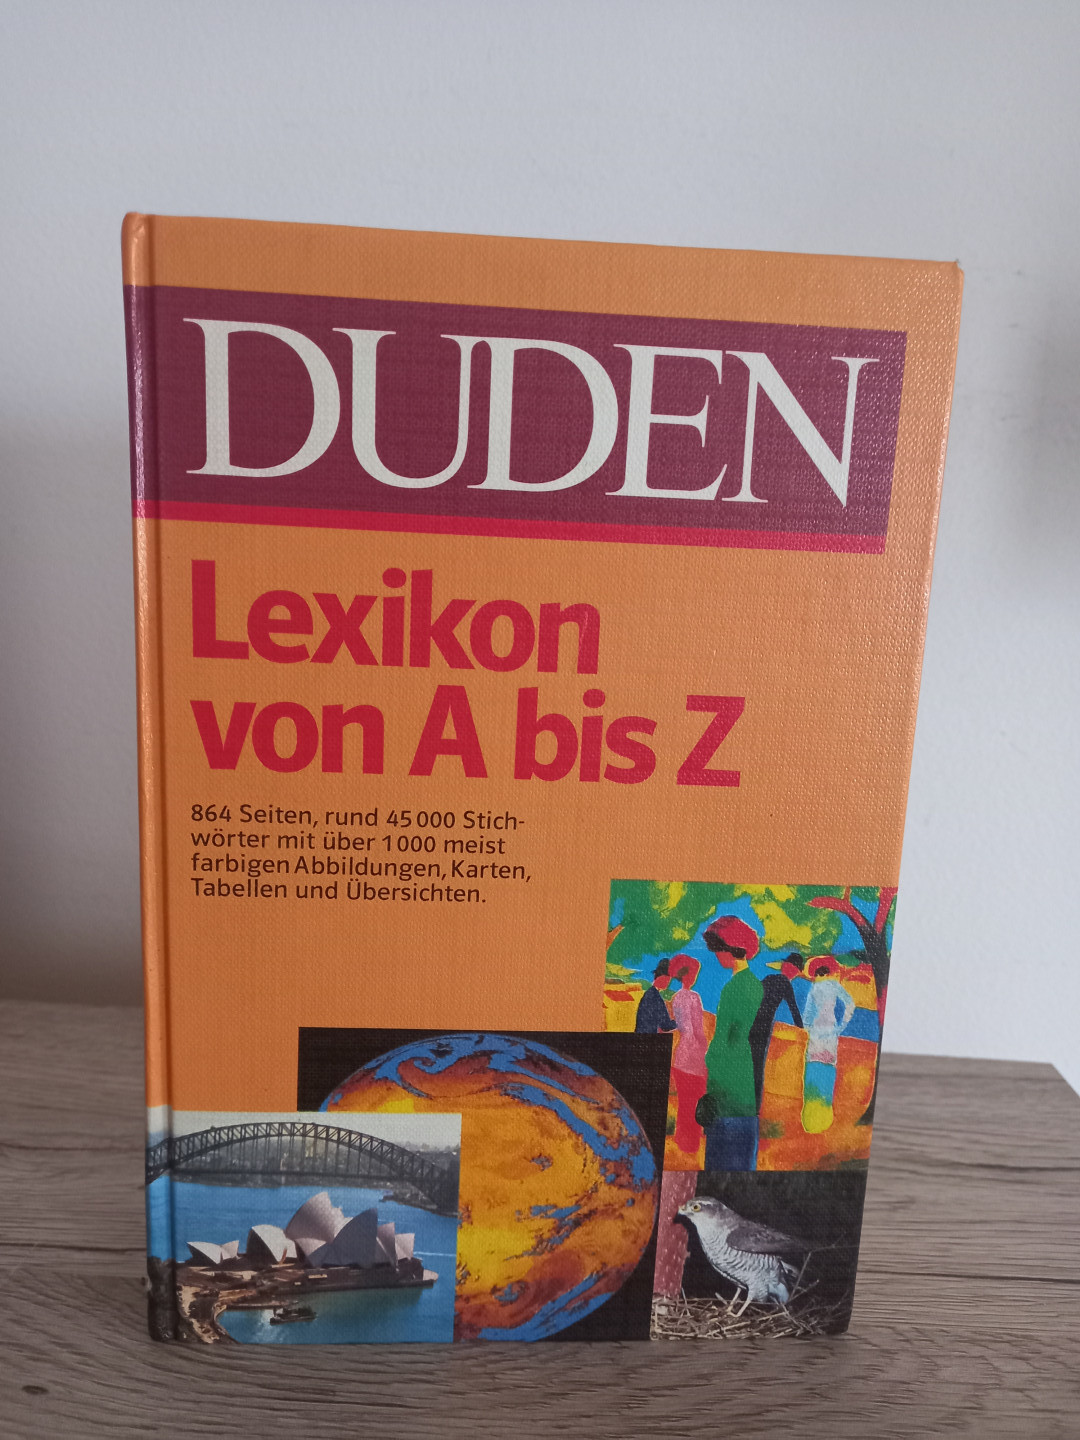 DUDEN
Lexikon
von A bis Z
864 Seiten, rund 45 000 Stich-
wörter mit über 1000 meist
farbigen Abbildungen, Karten,
Tabellen und Übersichten.